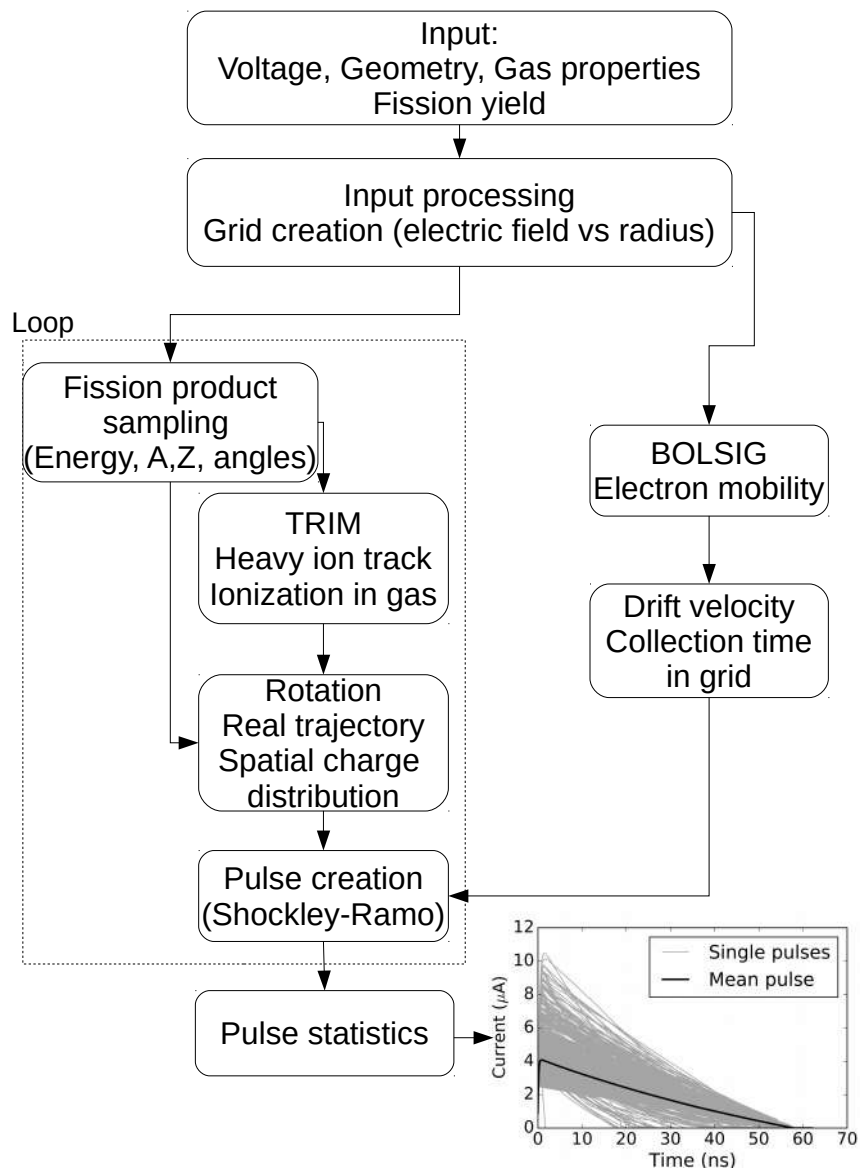 Input:
Voltage, Geometry, Gas properties
Fission yield
Input processing
Grid creation (electric field vs radius)
Loop
Fission product
sampling
(Energy, A,Z, angles)
BOLSIG
Electron mobility
TRIM
Heavy ion track
Ionization in gas
Drift velocity
Collection time
in grid
Rotation
Real trajectory
Spatial charge
distribution
Pulse creation
(Shockley-Ramo)
Pulse statistics
12
10
8
6
4
2
0
Current (μA)
Single pulses
Mean pulse
0 10 20 30 40 50 60 70
Time (ns)